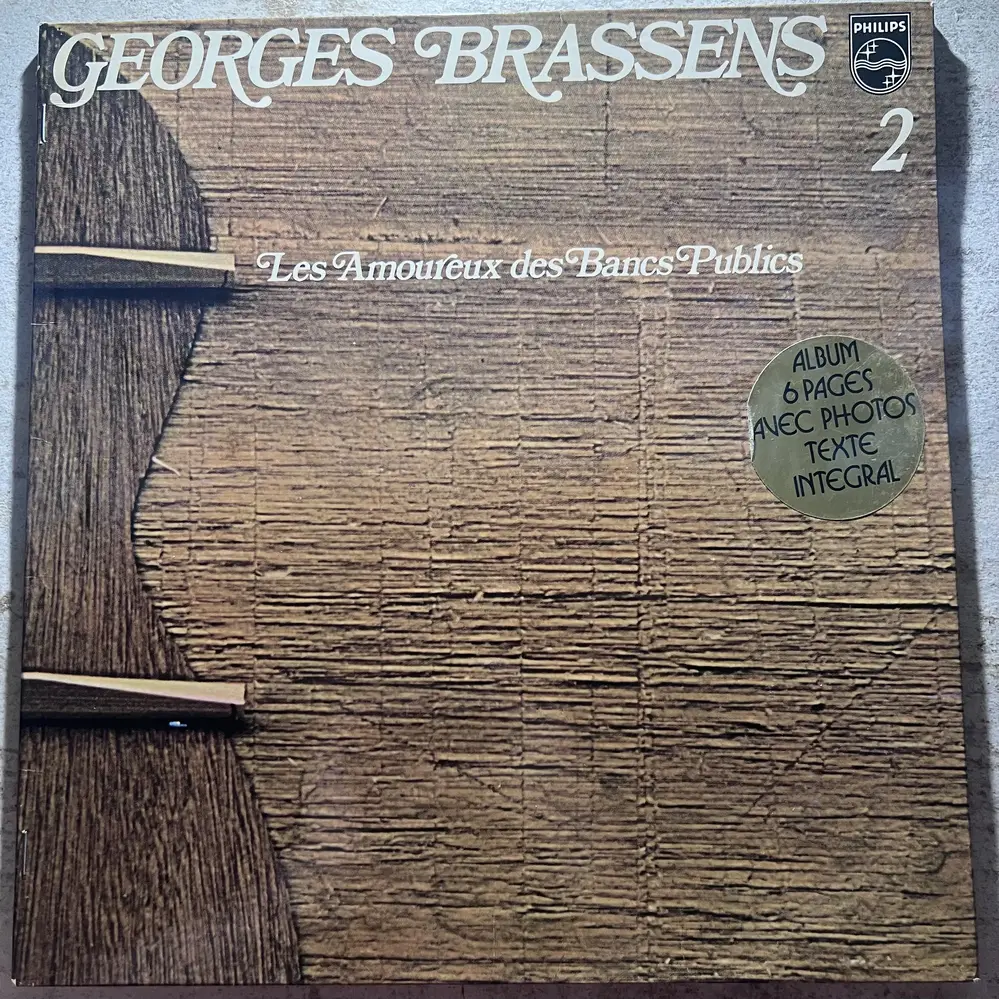 GEORGES BRASSENS
PHILIPS
2
Les Amoureux des Bancs Publics
ALBUM
6 PAGES
AVEC PHOTOS
TEXTE
INTEGRAL